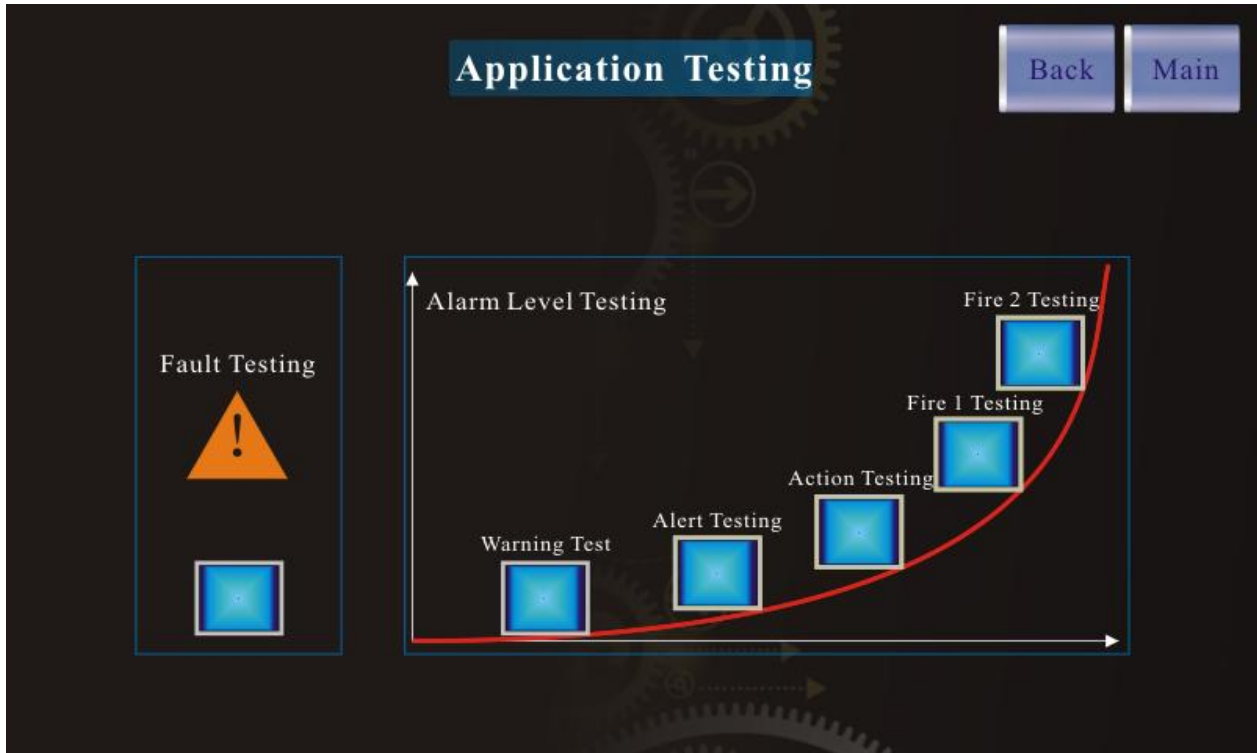 Application Testing
Back
Main
Alarm Level Testing
Fire 2 Testing
Fault Testing
!
Fire 1 Testing
Action Testing
Alert Testing
Warning Test